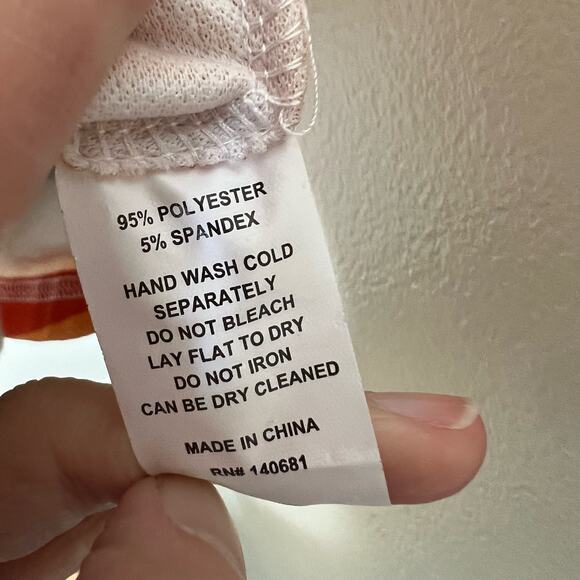 95% POLYESTER
5% SPANDEX
HAND WASH COLD
SEPARATELY
DO NOT BLEACH
LAY FLAT TO DRY
DO NOT IRON
CAN BE DRY CLEANED
MADE IN CHINA
RN# 140681